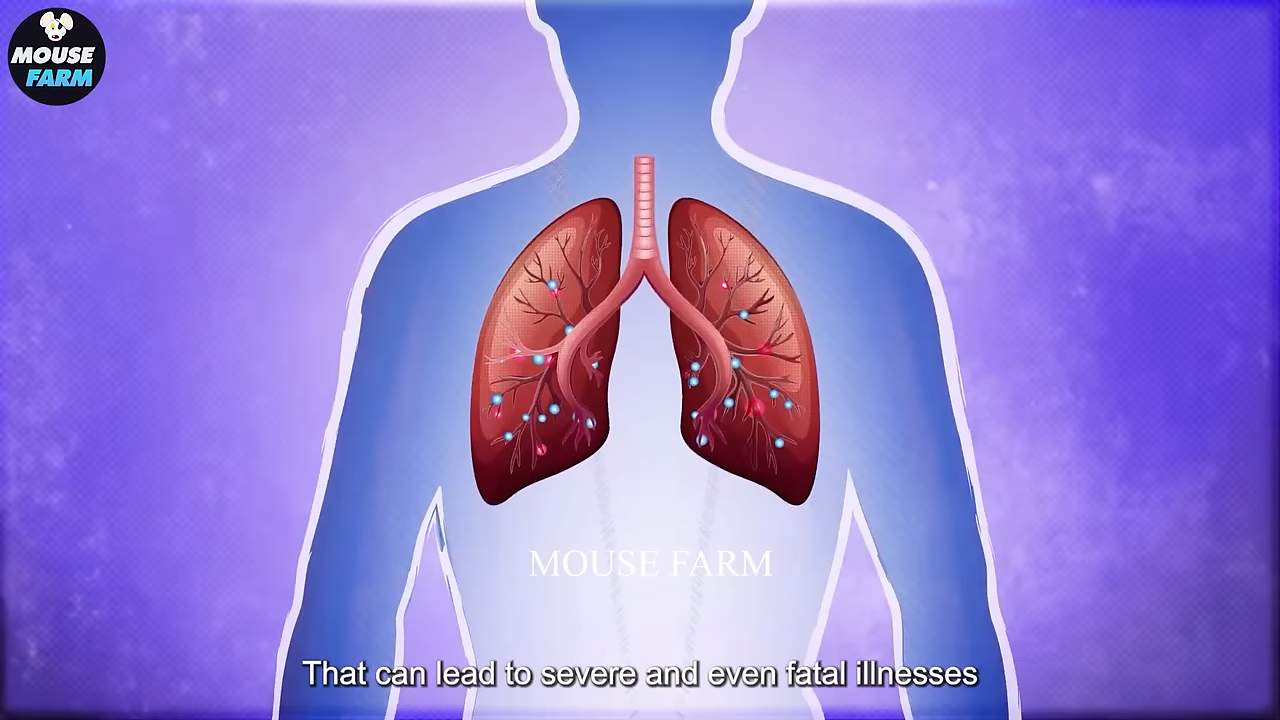 MOUSE
FARM
MOUSE FARM
That can lead to severe and even fatal illnesses